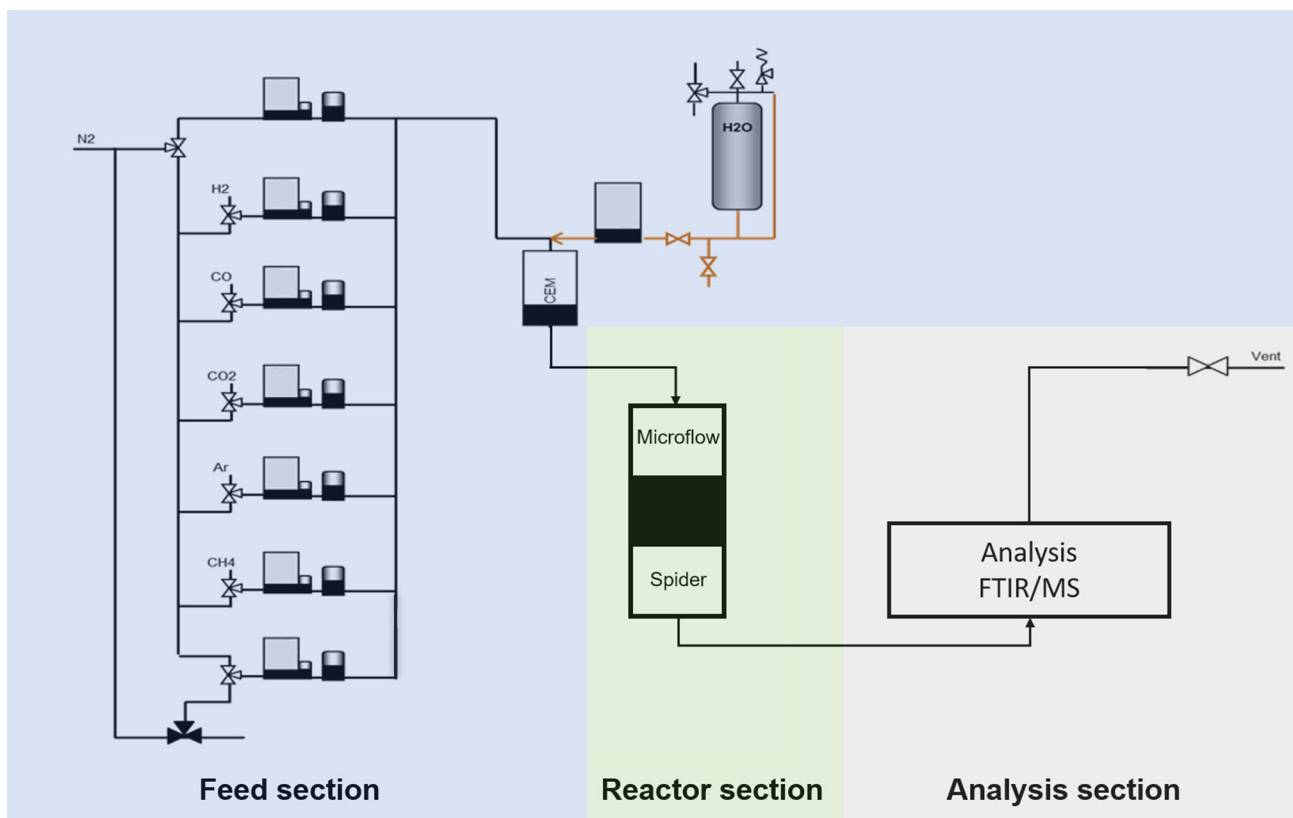 N2
H2
CO
CO2
Ar
CH4
H2O
CEM
Microflow
Spider
Analysis
FTIR/MS
Vent
Feed section
Reactor section
Analysis section